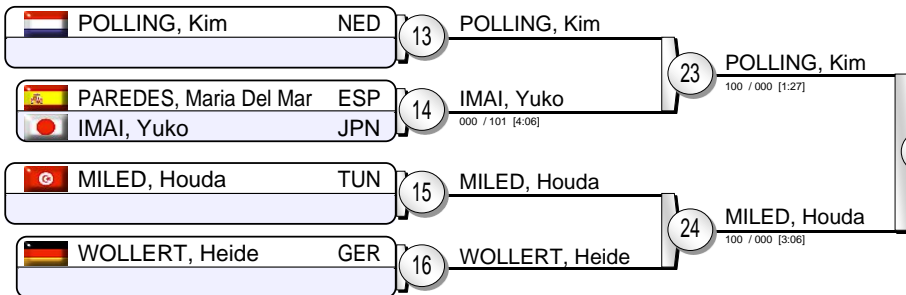 POLLING, Kim NED
13
POLLING, Kim
PAREDES, Maria Del Mar ESP
IMAI, Yuko JPN
14
IMAI, Yuko
000 / 101 [4:06]
23
POLLING, Kim
100 / 000 [1:27]
MILED, Houda TUN
15
MILED, Houda
WOLLERT, Heide GER
16
WOLLERT, Heide
24
MILED, Houda
100 / 000 [3:06]